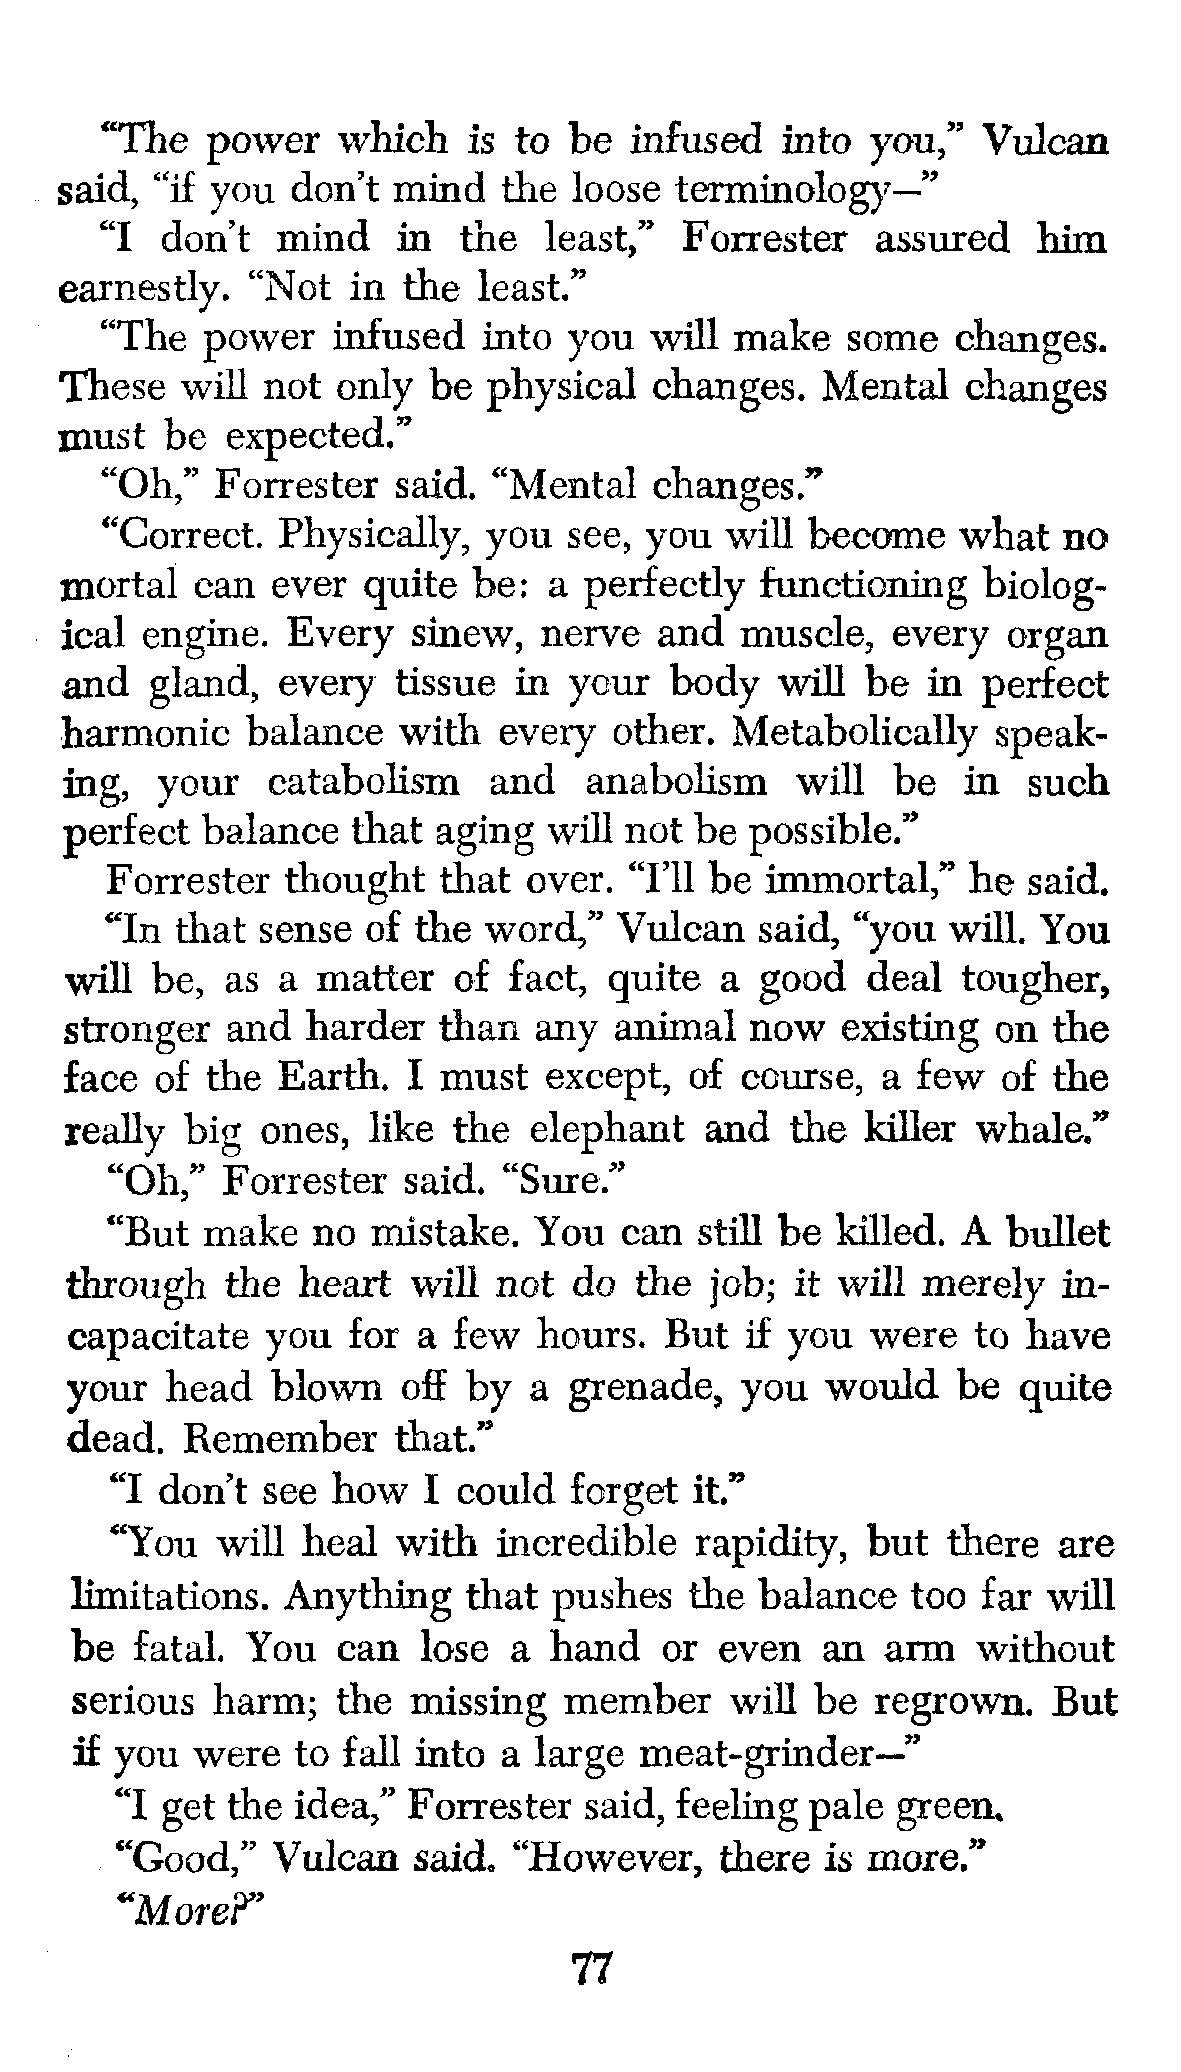 “The power which is to be infused into you,” Vulcan
said, “if you don’t mind the loose terminology—”
“I don’t mind in the least,” Forrester assured him
earnestly. “Not in the least.”
“The power infused into you will make some changes.
These will not only be physical changes. Mental changes
must be expected.”
“Oh,” Forrester said. “Mental changes.”
“Correct. Physically, you see, you will become what no
mortal can ever quite be: a perfectly functioning biolog-
ical engine. Every sinew, nerve and muscle, every organ
and gland, every tissue in your body will be in perfect
harmonic balance with every other. Metabolically speak-
ing, your catabolism and anabolism will be in such
perfect balance that aging will not be possible.”
Forrester thought that over. “I’ll be immortal,” he said.
“In that sense of the word,” Vulcan said, “you will. You
will be, as a matter of fact, quite a good deal tougher,
stronger and harder than any animal now existing on the
face of the Earth. I must except, of course, a few of the
really big ones, like the elephant and the killer whale.”
“Oh,” Forrester said. “Sure.”
“But make no mistake. You can still be killed. A bullet
through the heart will not do the job; it will merely in-
capacitate you for a few hours. But if you were to have
your head blown off by a grenade, you would be quite
dead. Remember that.”
“I don’t see how I could forget it.”
“You will heal with incredible rapidity, but there are
limitations. Anything that pushes the balance too far will
be fatal. You can lose a hand or even an arm without
serious harm; the missing member will be regrown. But
if you were to fall into a large meat-grinder—”
“I get the idea,” Forrester said, feeling pale green.
“Good,” Vulcan said. “However, there is more.”
“More?”
77